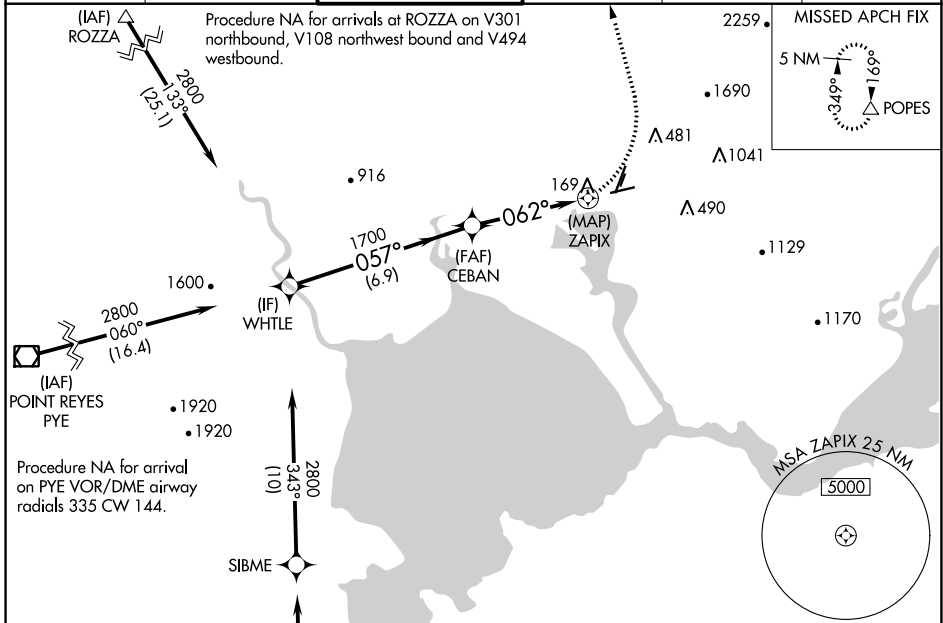 (IAF)
ROZZA
Procedure NA for arrivals at ROZZA on V301
northbound, V108 northwest bound and V494
westbound.
2259
MISSED APCH FIX
5 NM
349°
169°
POPES
2800
133°
(25.1)
1690
481
1041
916
169
062°
490
(MAP)
ZAPIX
1700
057°
(6.9)
(FAF)
CEBAN
1129
1600
(IF)
WHTLE
2800
060°
(16.4)
1170
(IAF)
POINT REYES
PYE
1920
1920
Procedure NA for arrival
on PYE VOR/DME airway
radials 335 CW 144.
2800
343°
(10)
MSA ZAPIX 25 NM
5000
SIBME